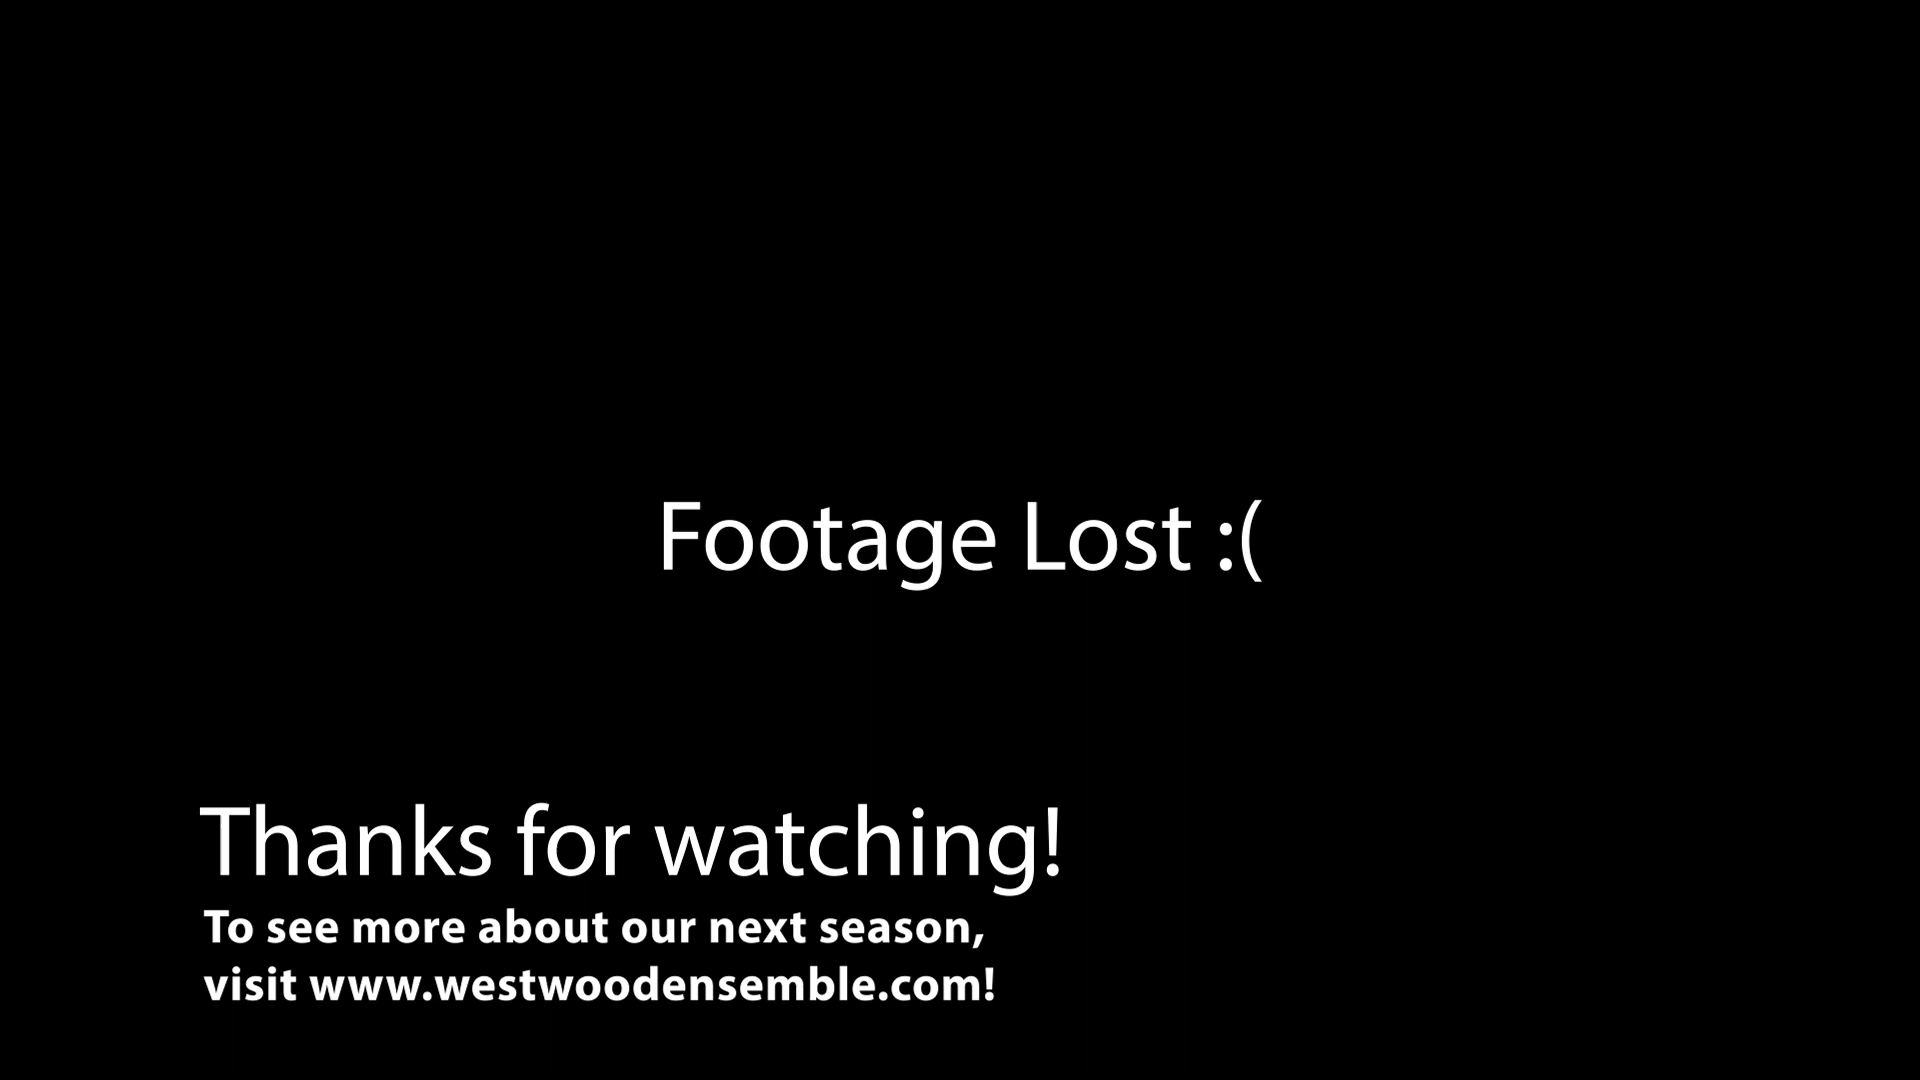 Footage Lost :(
Thanks for watching!
To see more about our next season,
visit www.westwoodensemble.com!